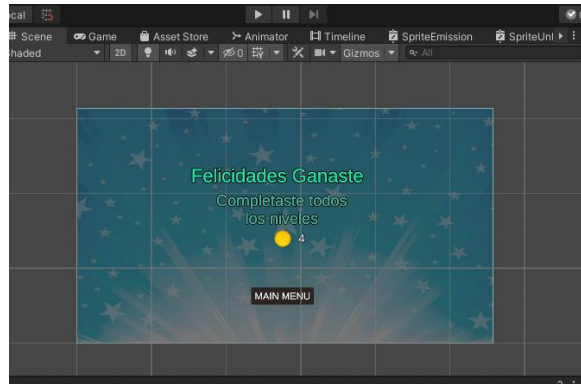 ocal
Scene Game Asset Store Animator Timeline SpriteEmission SpriteUnl
haded 2D 0 Gizmos All
Felicidades Ganaste
Completaste todos
los niveles
4
MAIN MENU